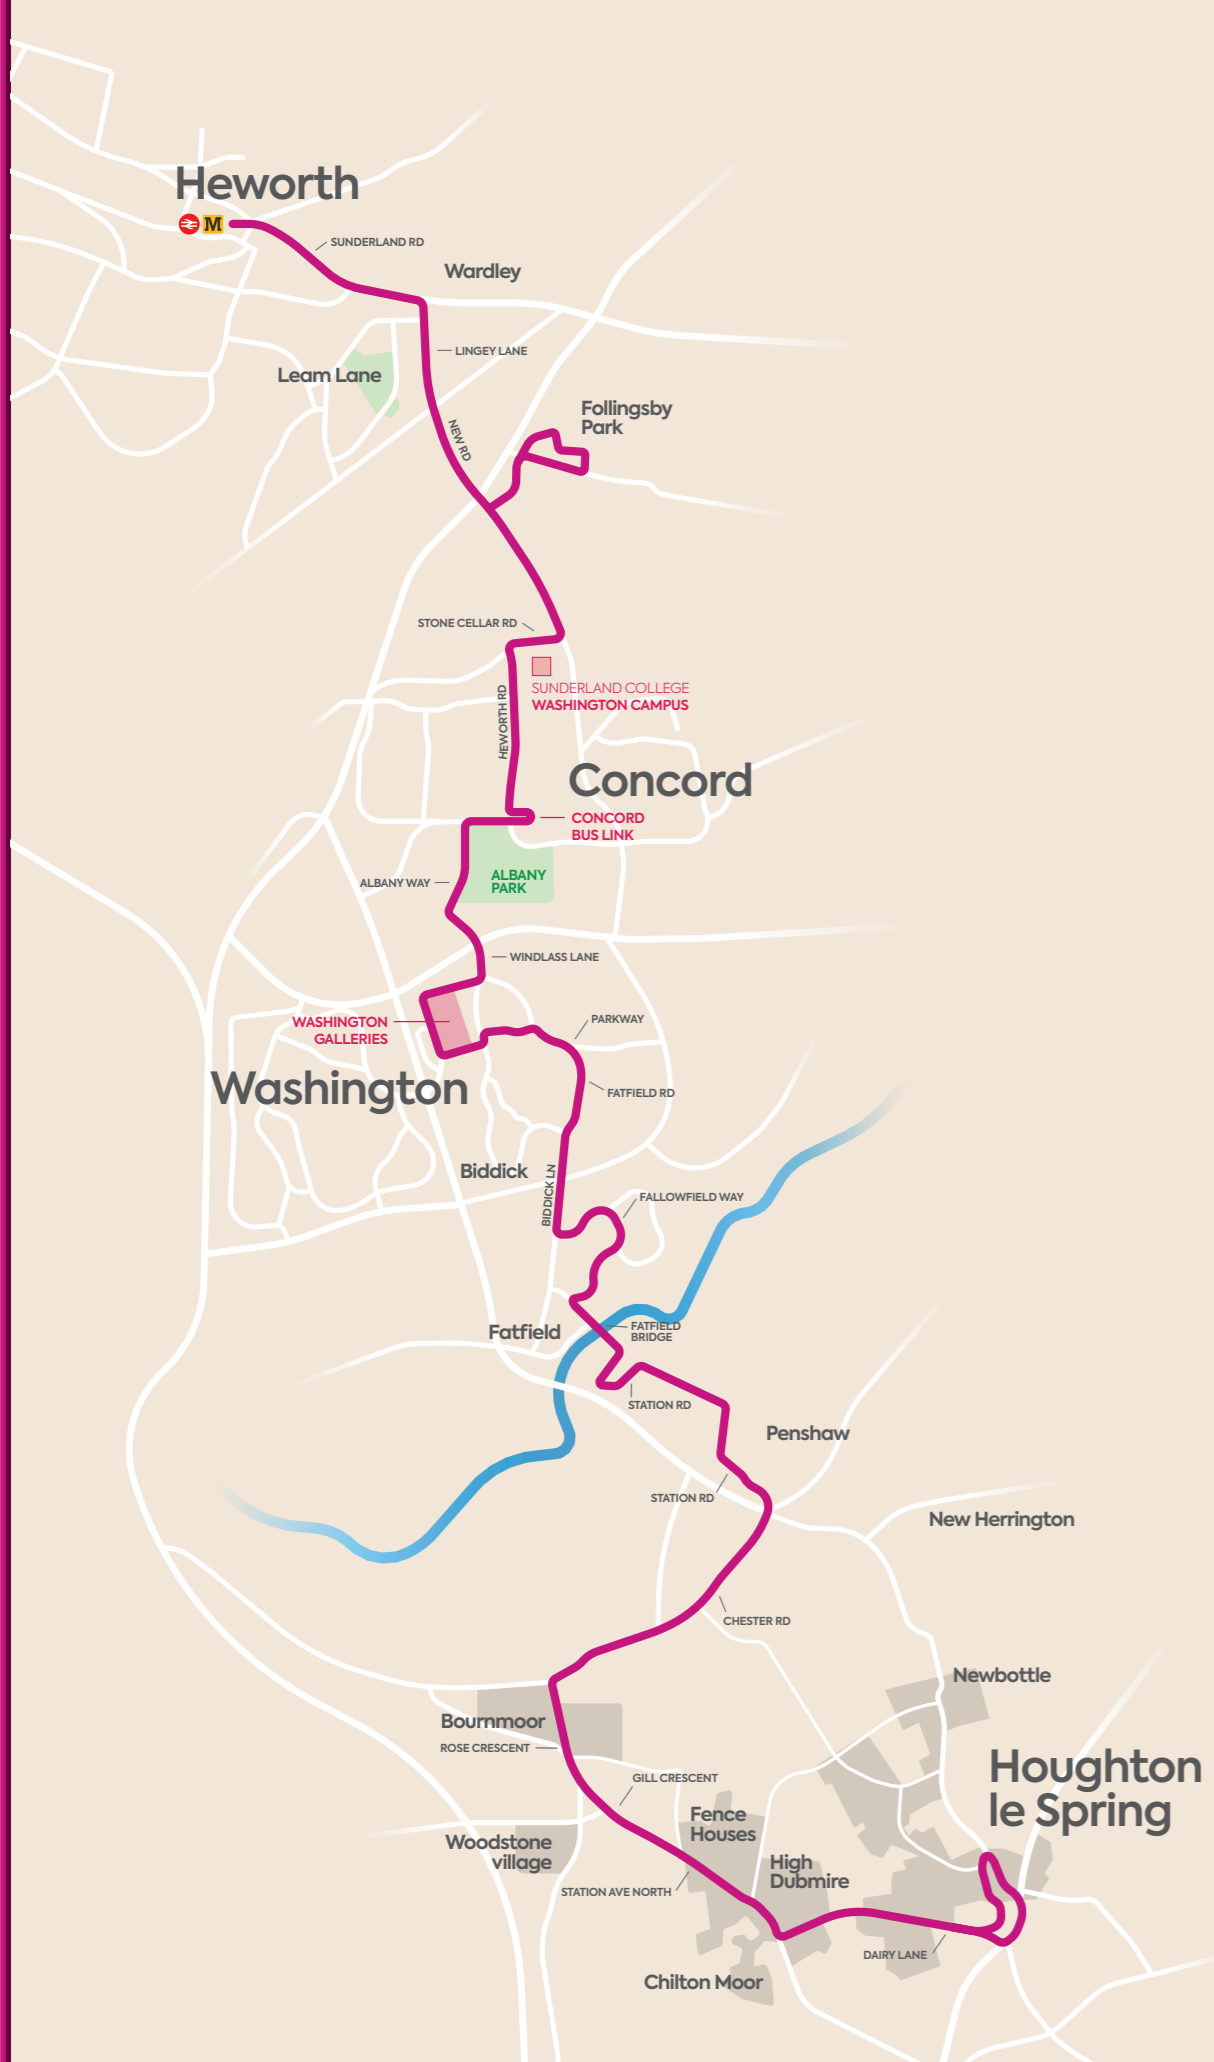 Heworth
M
SUNDERLAND RD
Wardley
LINGEY LANE
Leam Lane
Follingsby
Park
NEW RD
STONE CELLAR RD
SUNDERLAND COLLEGE
WASHINGTON CAMPUS
HEWORTH RD
Concord
CONCORD
BUS LINK
ALBANY
PARK
ALBANY WAY
WINDLASS LANE
WASHINGTON
GALLERIES
PARKWAY
Washington
FATFIELD RD
Biddick
BIDDICK LN
FALLOWFIELD WAY
Fatfield
FATFIELD
BRIDGE
STATION RD
Penshaw
STATION RD
New Herrington
CHESTER RD
Newbottle
Bournmoor
ROSE CRESCENT
Houghton
le Spring
GILL CRESCENT
Fence
Houses
Woodstone
village
High
Dubmire
STATION AVE NORTH
DAIRY LANE
Chilton Moor